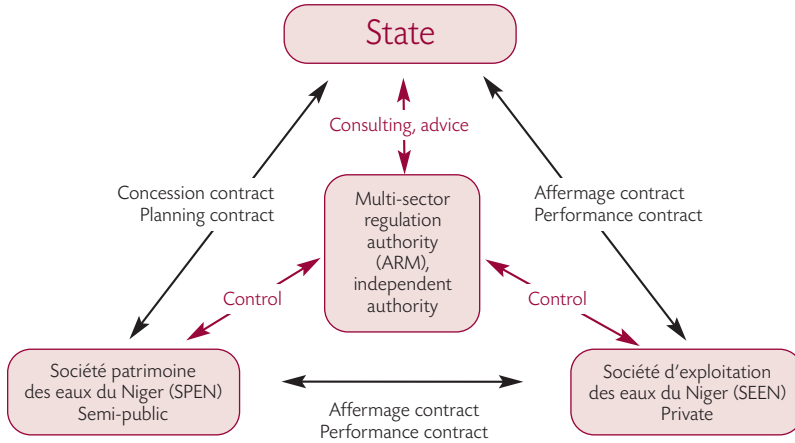 State
Consulting, advice
Concession contract
Planning contract
Affermage contract
Performance contract
Multi-sector
regulation
authority
(ARM),
independent
authority
Control
Control
Société patrimoine
des eaux du Niger (SPEN)
Semi-public
Société d'exploitation
des eaux du Niger (SEEN)
Private
Affermage contract
Performance contract